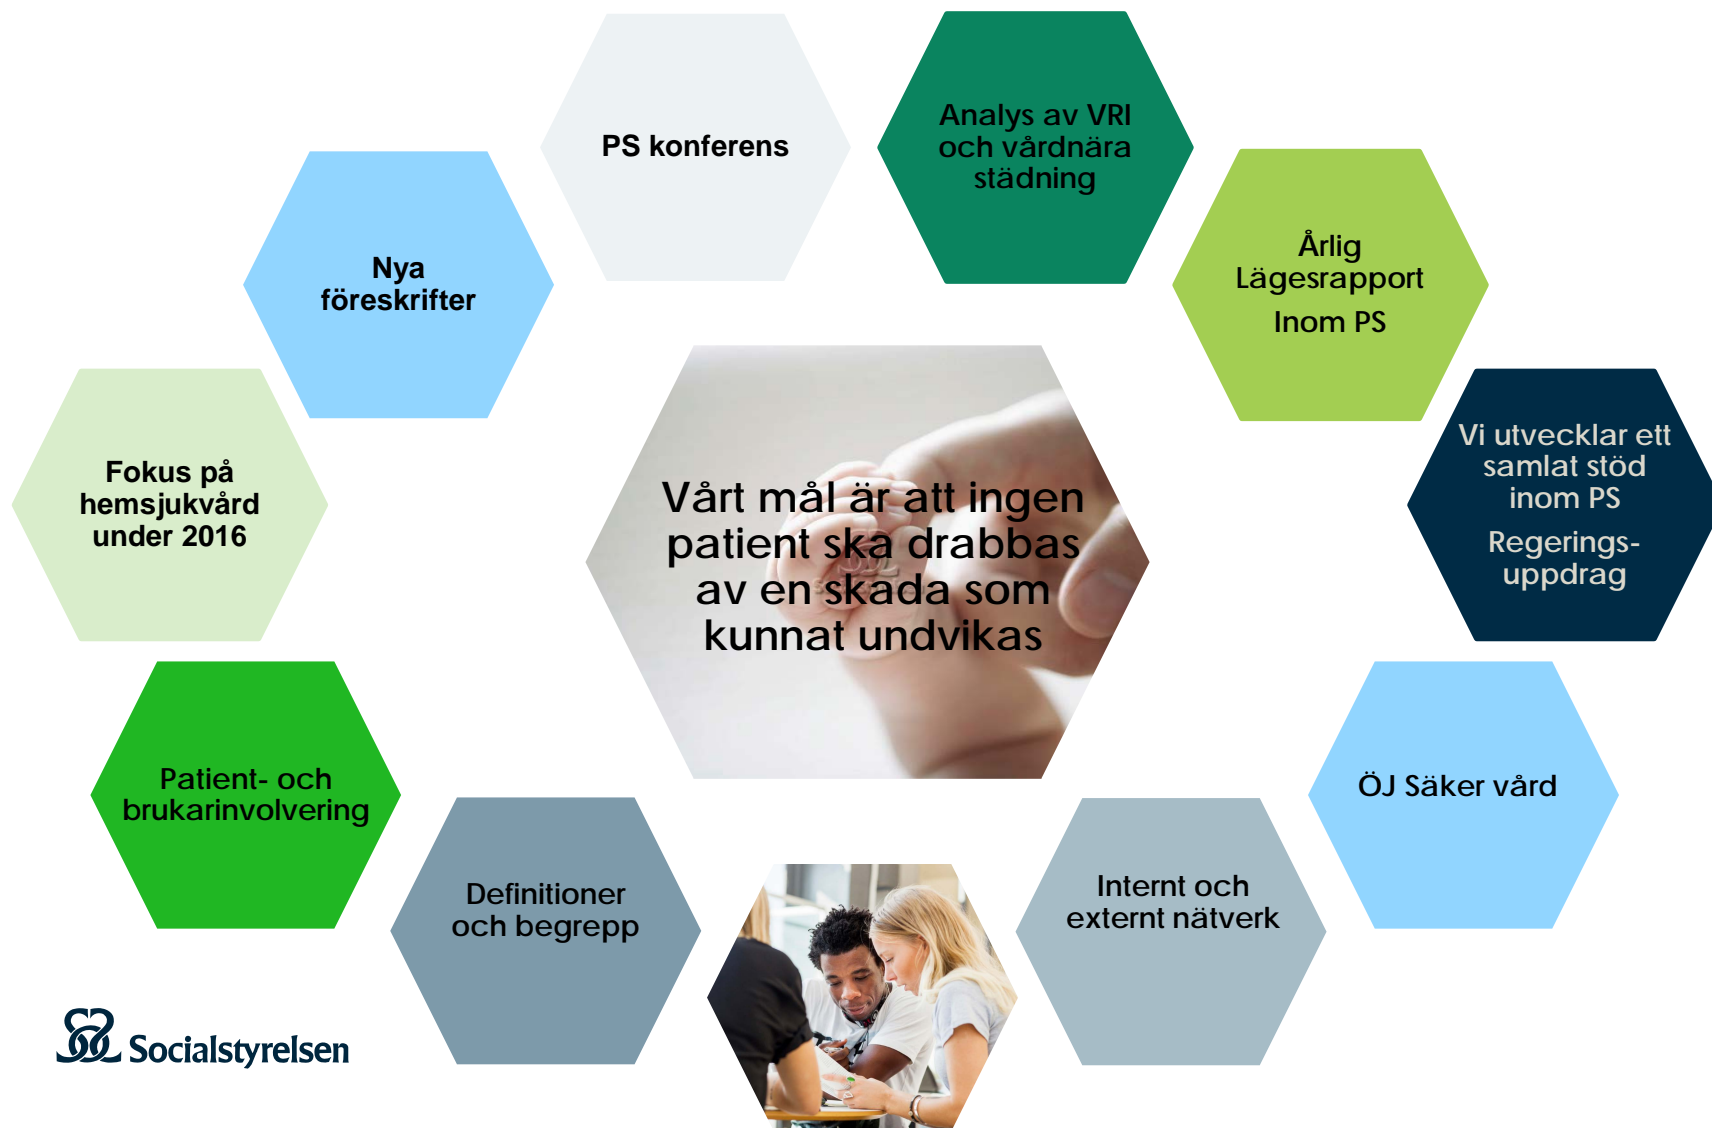 PS konferens
Analys av VRI
och vårdnära
städning
Nya
föreskrifter
Årlig
Lägesrapport
Inom PS
Fokus på
hemsjukvård
under 2016
Vårt mål är att ingen
patient ska drabbas
av en skada som
kunnat undvikas
Vi utvecklar ett
samlat stöd
inom PS
Regerings-
uppdrag
Patient- och
brukarinvolvering
ÖJ Säker vård
Definitioner
och begrepp
Internt och
externt nätverk
Socialstyrelsen